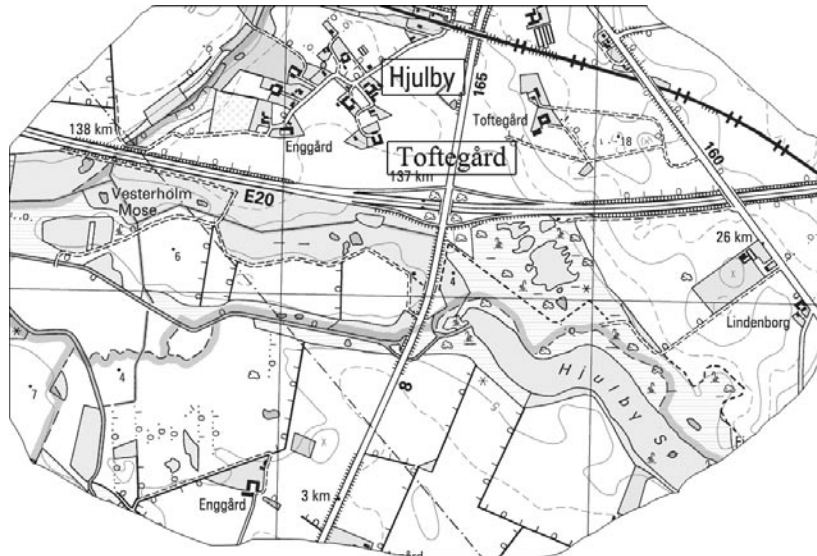 Hjulby
165
Toftegård
18
138 km
Enggård
Toftegård
137 km
160
Vesterholm
Mose
E20
26 km
6
4
Lindenborg
Hjulby Sø
4
7
8
5
3 km
Enggård